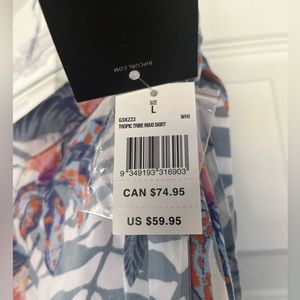 RIPCURL.COM
SIZE
L
GSKZZ3
WHI
TROPIC TRIBE MAXI SKIRT
9 349193 316903
CAN $74.95
US $59.95